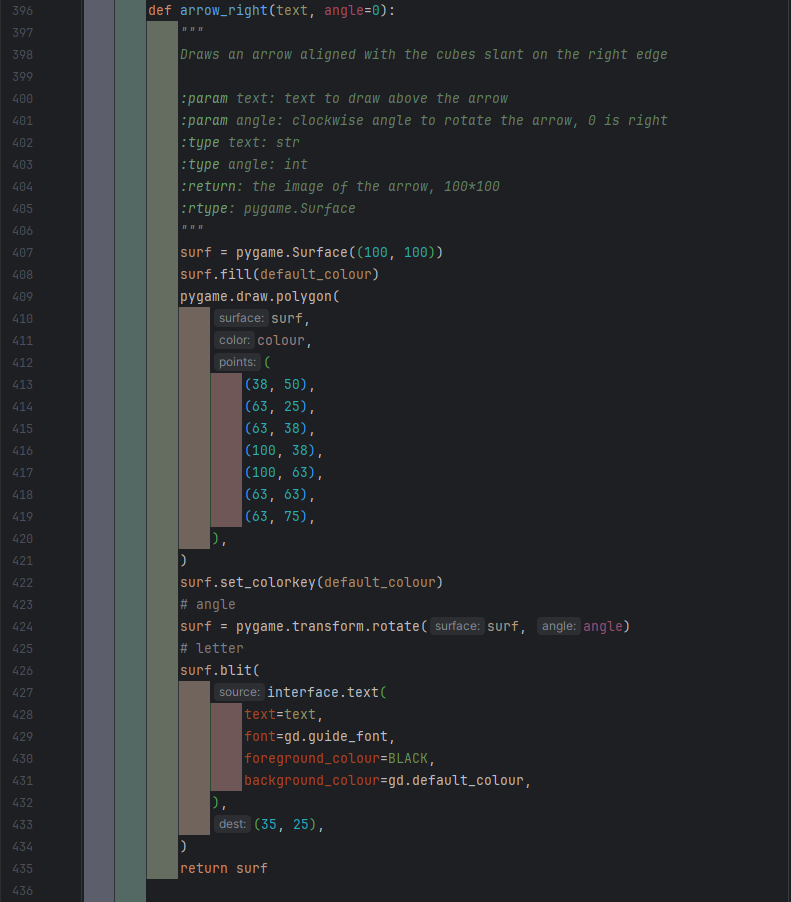 396 def arrow_right(text, angle=0):
397 """
398 Draws an arrow aligned with the cubes slant on the right edge
399
400 :param text: text to draw above the arrow
401 :param angle: clockwise angle to rotate the arrow, 0 is right
402 :type text: str
403 :type angle: int
404 :return: the image of the arrow, 100*100
405 :rtype: pygame.Surface
406 """
407 surf = pygame.Surface((100, 100))
408 surf.fill(default_colour)
409 pygame.draw.polygon(
410 surface: surf,
411 color: colour,
412 points: (
413 (38, 50),
414 (63, 25),
415 (63, 38),
416 (100, 38),
417 (100, 63),
418 (63, 63),
419 (63, 75),
420 ),
421 )
422 surf.set_colorkey(default_colour)
423 # angle
424 surf = pygame.transform.rotate( surface: surf, angle: angle)
425 # letter
426 surf.blit(
427 source: interface.text(
428 text=text,
429 font=gd.guide_font,
430 foreground_colour=BLACK,
431 background_colour=gd.default_colour,
432 ),
433 dest: (35, 25),
434 )
435 return surf
436